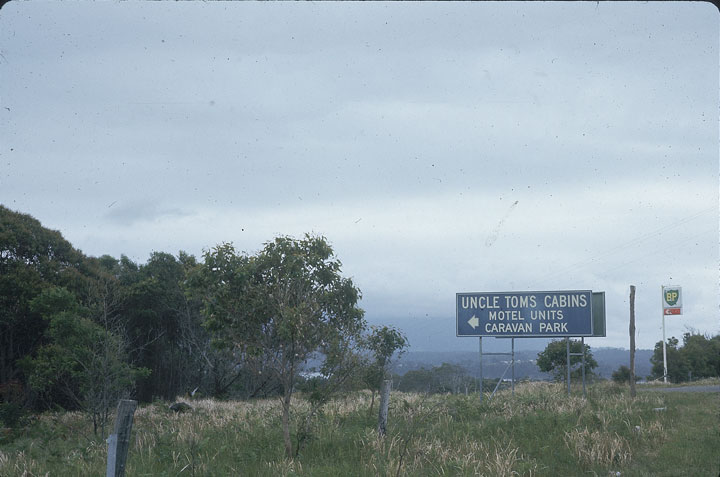 UNCLE TOMS CABINS
MOTEL UNITS
CARAVAN PARK
BP